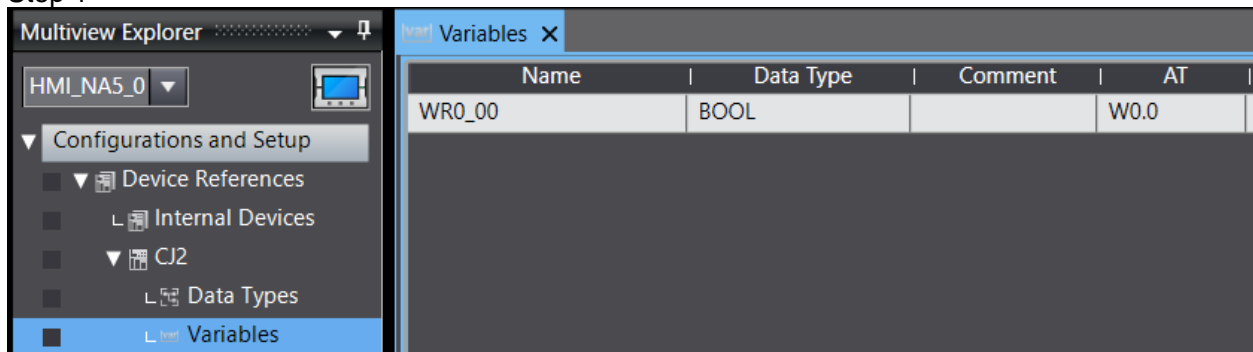 Multiview Explorer
HMI_NA5_0
Configurations and Setup
Device References
Internal Devices
CJ2
Data Types
Variables
Variables
Name Data Type Comment AT
WR0_00 BOOL W0.0